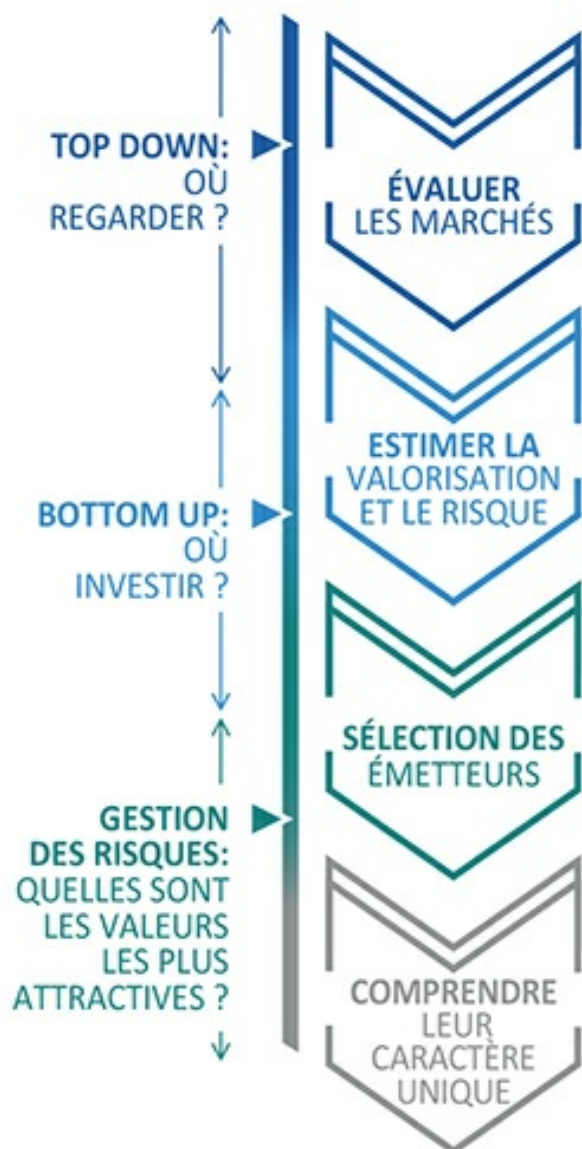 TOP DOWN:
OÙ
REGARDER ?
ÉVALUER
LES MARCHÉS
BOTTOM UP:
OÙ
INVESTIR ?
ESTIMER LA
VALORISATION
ET LE RISQUE
SÉLECTION DES
ÉMETTEURS
GESTION
DES RISQUES:
QUELLES SONT
LES VALEURS
LES PLUS
ATTRACTIVES ?
COMPRENDRE
LEUR
CARACTÈRE
UNIQUE